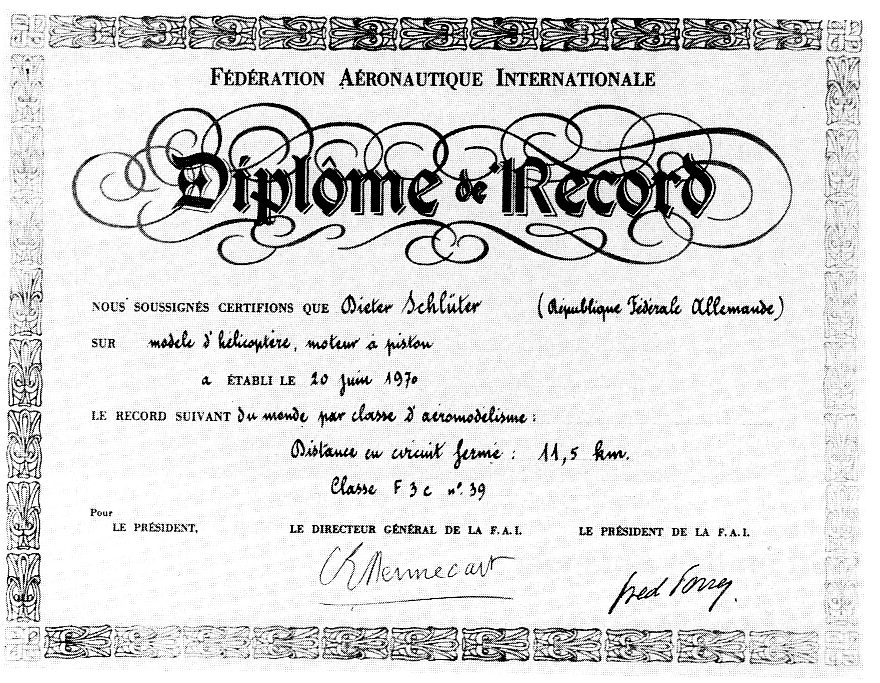 FÉDÉRATION AÉRONAUTIQUE INTERNATIONALE
Diplôme de Record
NOUS SOUSSIGNÉS CERTIFIONS QUE Dieter Schlüter (République Fédérale Allemande)
SUR modèle d'hélicoptère, moteur à piston
a ÉTABLI LE 20 juin 1970
LE RECORD SUIVANT du monde par classe d'aéromodelisme :
Distance en circuit fermé : 11,5 km.
Classe F 3 c nº 39
Pour
LE PRÉSIDENT, LE DIRECTEUR GÉNÉRAL DE LA F.A.I. LE PRÉSIDENT DE LA F.A.I.